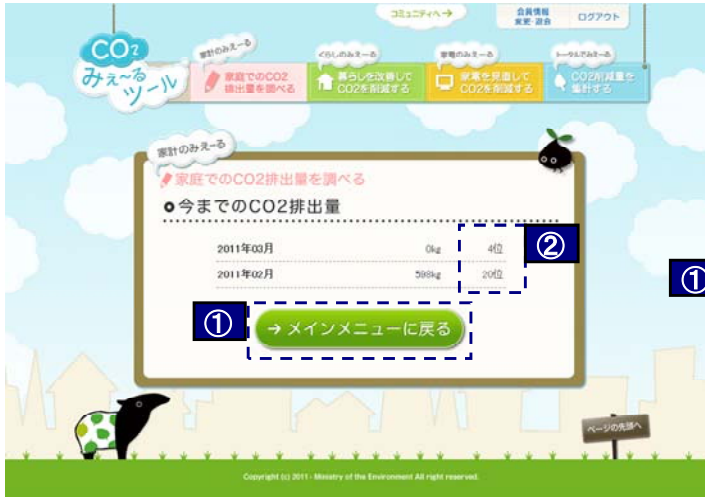 コミュニティへ→
会員情報
変更・退会
ログアウト
CO2
みえ~る
ツール
家計のみえーる
くらしのみえーる
家電のみえーる
トータルでみえーる
家庭でのCO2
排出量を調べる
暮らしを改善して
CO2を削減する
家電を見直して
CO2を削減する
CO2削減量を
集計する
家計のみえーる
家庭でのCO2排出量を調べる
今までのCO2排出量
2011年03月 0kg 4位
②
2011年02月 598kg 20位
①
①
→ メインメニューに戻る
ページの先頭へ
Copyright (c) 2011 - Ministry of the Environment All right reserved.